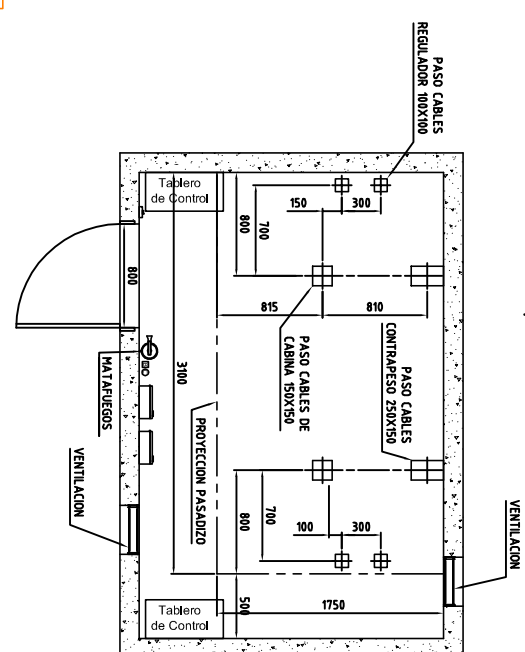 PASO CABLES
REGULADOR 100X100
Tablero
de Control
150
300
800
700
800
815
810
PASO CABLES DE
CABINA 150X150
PASO CABLES
CONTRAPESO 250X150
MATAFUEGOS
3100
PROYECCION PASADIZO
VENTILACION
VENTILACION
800
700
100
300
500
1750
Tablero
de Control